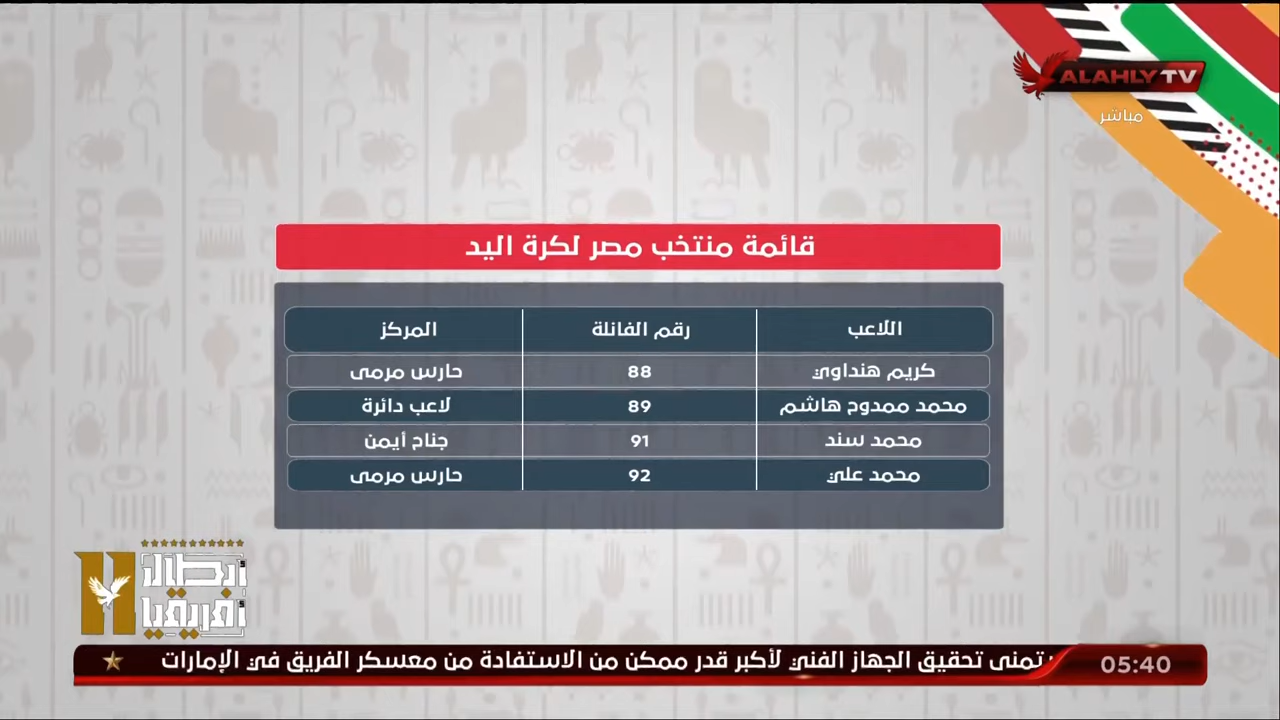 ALAHLY TV
مباشر
قائمة منتخب مصر لكرة اليد
اللاعب رقم الفانلة المركز
كريم هنداوي 88 حارس مرمى
محمد ممدوح هاشم 89 لاعب دائرة
محمد سند 91 جناح أيمن
محمد علي 92 حارس مرمى
أبطال
أفريقيا
11
تمنى تحقيق الجهاز الفني لأكبر قدر ممكن من الاستفادة من معسكر الفريق في الإمارات
05:40